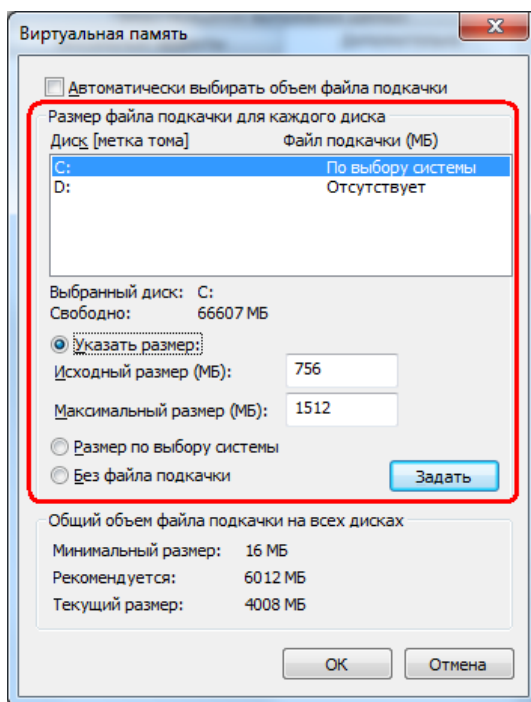 Виртуальная память
Автоматически выбирать объем файла подкачки
Размер файла подкачки для каждого диска
Диск [метка тома] Файл подкачки (МБ)
C: По выбору системы
D: Отсутствует
Выбранный диск: C:
Свободно: 66607 МБ
Указать размер:
Исходный размер (МБ): 756
Максимальный размер (МБ): 1512
Размер по выбору системы
Без файла подкачки Задать
Общий объем файла подкачки на всех дисках
Минимальный размер: 16 МБ
Рекомендуется: 6012 МБ
Текущий размер: 4008 МБ
ОК Отмена